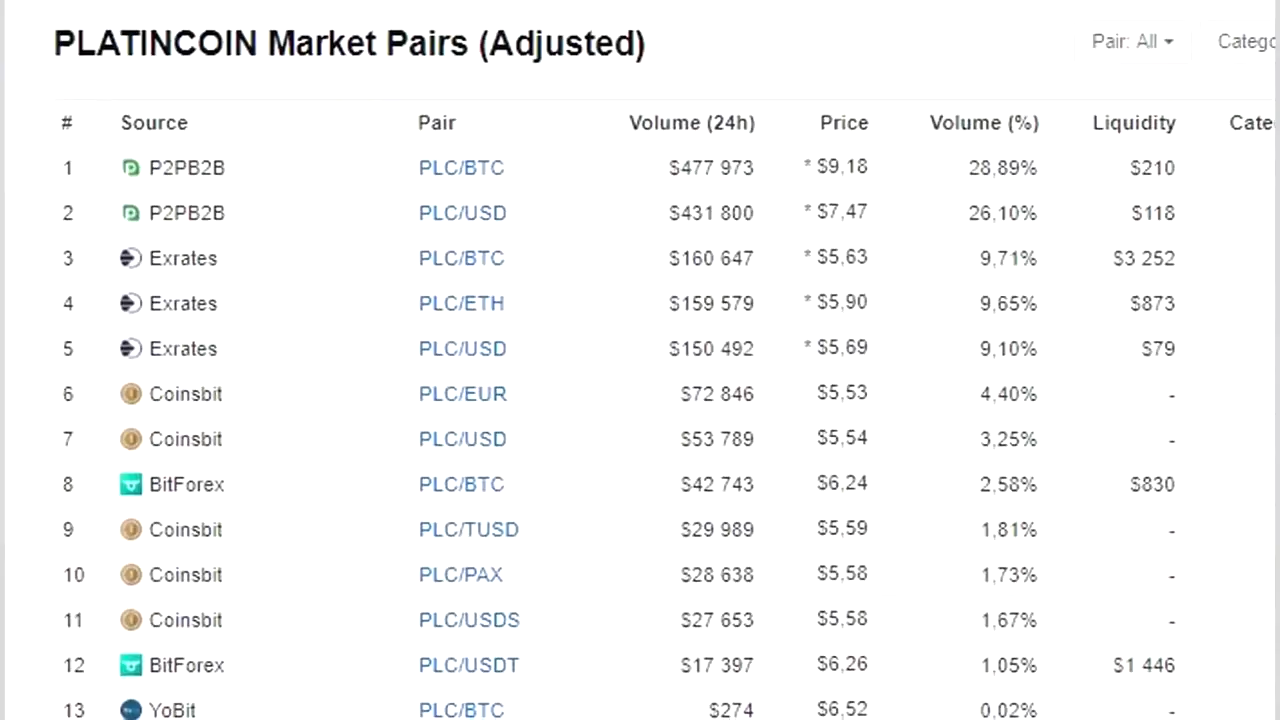 PLATINCOIN Market Pairs (Adjusted) Pair: All Catego
# Source Pair Volume (24h) Price Volume (%) Liquidity Cate
1 P2PB2B PLC/BTC $477 973 * $9,18 28,89% $210
2 P2PB2B PLC/USD $431 800 * $7,47 26,10% $118
3 Exrates PLC/BTC $160 647 * $5,63 9,71% $3 252
4 Exrates PLC/ETH $159 579 * $5,90 9,65% $873
5 Exrates PLC/USD $150 492 * $5,69 9,10% $79
6 Coinsbit PLC/EUR $72 846 $5,53 4,40% -
7 Coinsbit PLC/USD $53 789 $5,54 3,25% -
8 BitForex PLC/BTC $42 743 $6,24 2,58% $830
9 Coinsbit PLC/TUSD $29 989 $5,59 1,81% -
10 Coinsbit PLC/PAX $28 638 $5,58 1,73% -
11 Coinsbit PLC/USDS $27 653 $5,58 1,67% -
12 BitForex PLC/USDT $17 397 $6,26 1,05% $1 446
13 YoBit PLC/BTC $274 $6,52 0,02% -